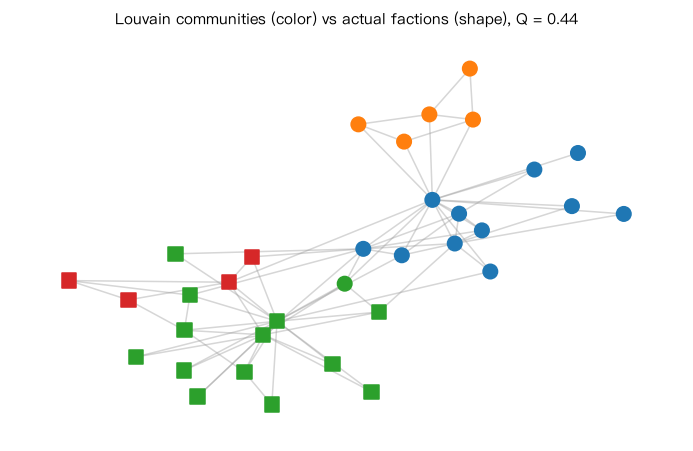 Louvain communities (color) vs actual factions (shape), Q = 0.44